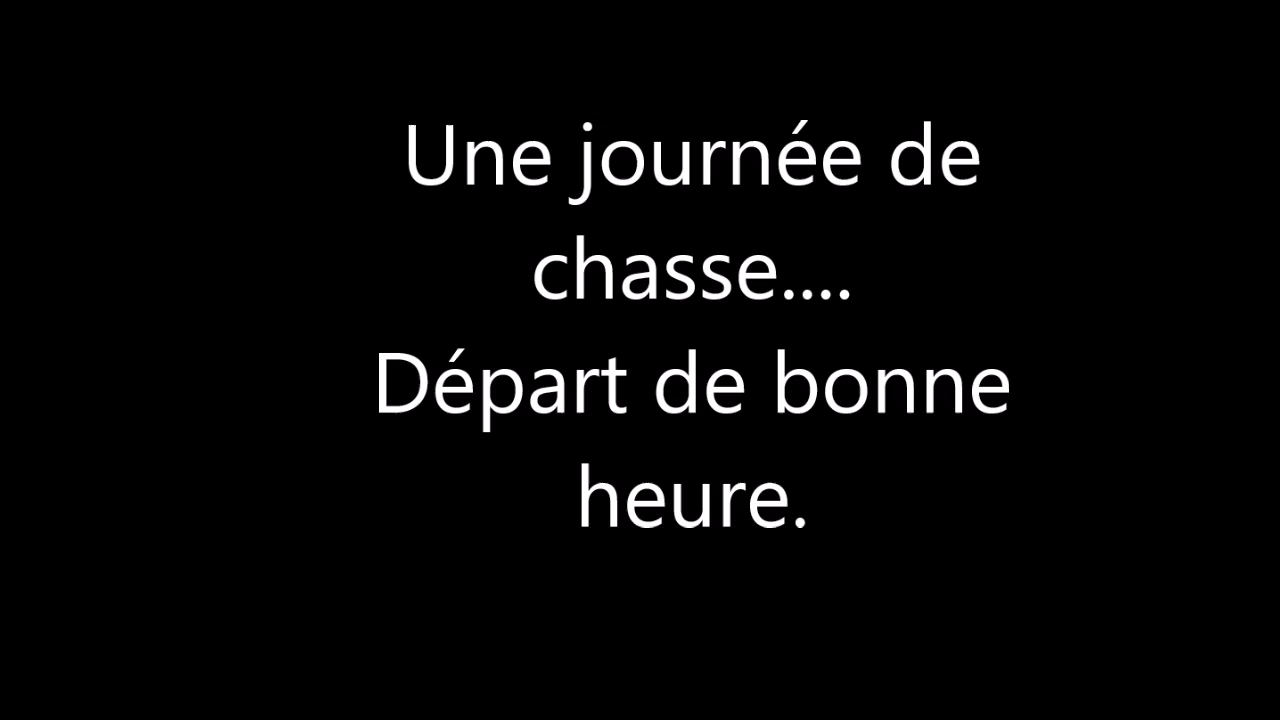 Une journée de
chasse....
Départ de bonne
heure.